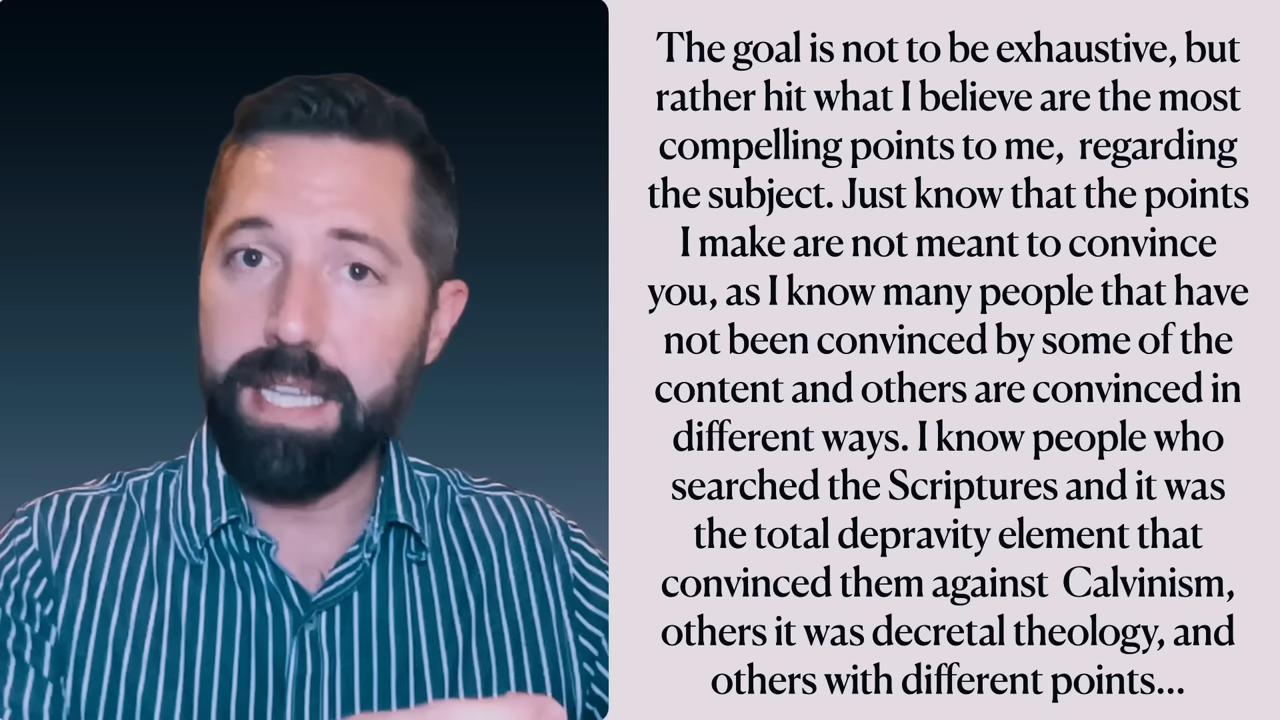 The goal is not to be exhaustive, but
rather hit what I believe are the most
compelling points to me,  regarding
the subject. Just know that the points
I make are not meant to convince
you, as I know many people that have
not been convinced by some of the
content and others are convinced in
different ways. I know people who
searched the Scriptures and it was
the total depravity element that
convinced them against  Calvinism,
others it was decretal theology, and
others with different points...